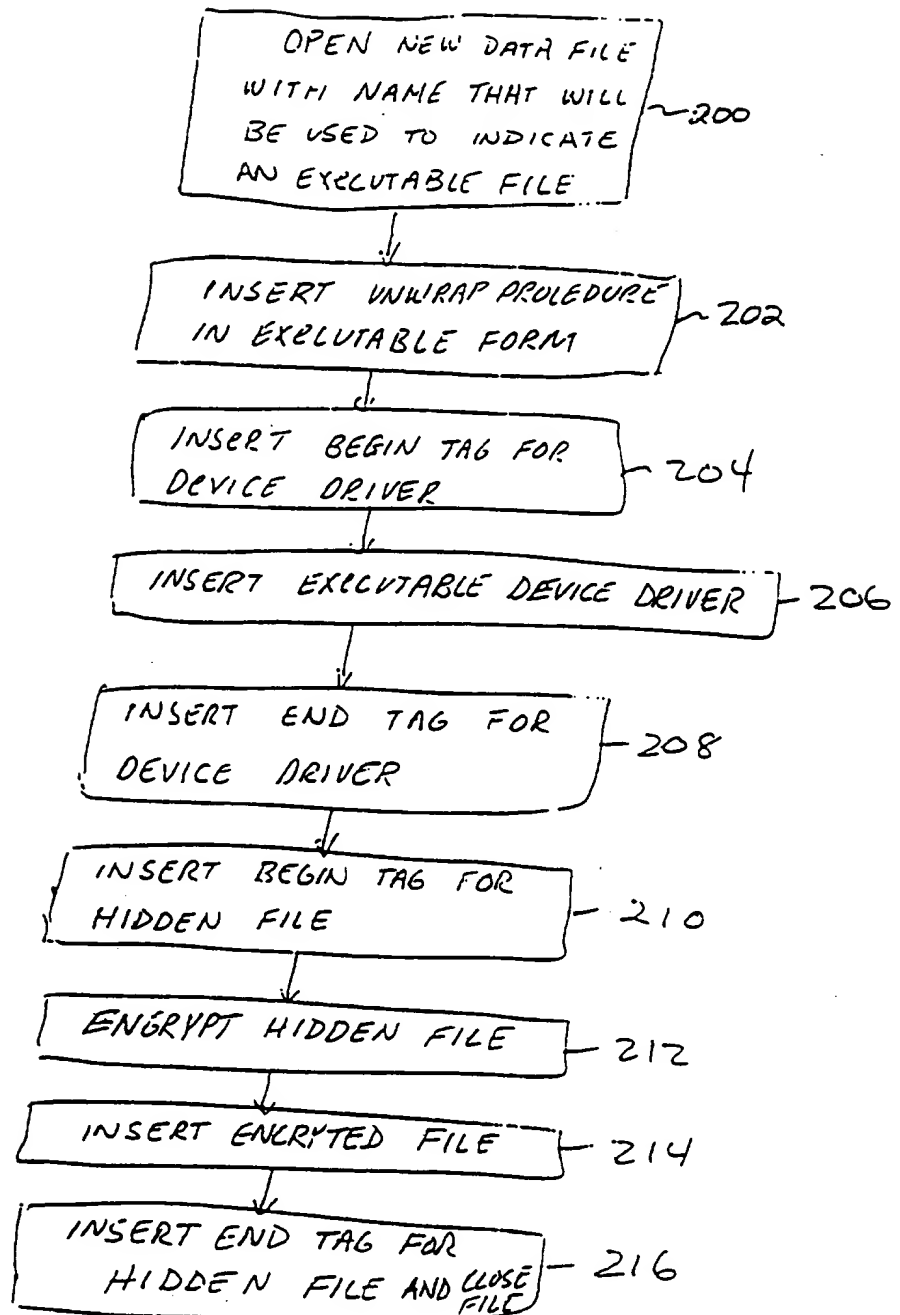 OPEN NEW DATA FILE
WITH NAME THAT WILL
BE USED TO INDICATE
AN EXECUTABLE FILE
200
INSERT UNWRAP PROCEDURE
IN EXECUTABLE FORM
202
INSERT BEGIN TAG FOR
DEVICE DRIVER
204
INSERT EXECUTABLE DEVICE DRIVER
206
INSERT END TAG FOR
DEVICE DRIVER
208
INSERT BEGIN TAG FOR
HIDDEN FILE
210
ENCRYPT HIDDEN FILE
212
INSERT ENCRYTED FILE
214
INSERT END TAG FOR
HIDDEN FILE AND CLOSE
FILE
216